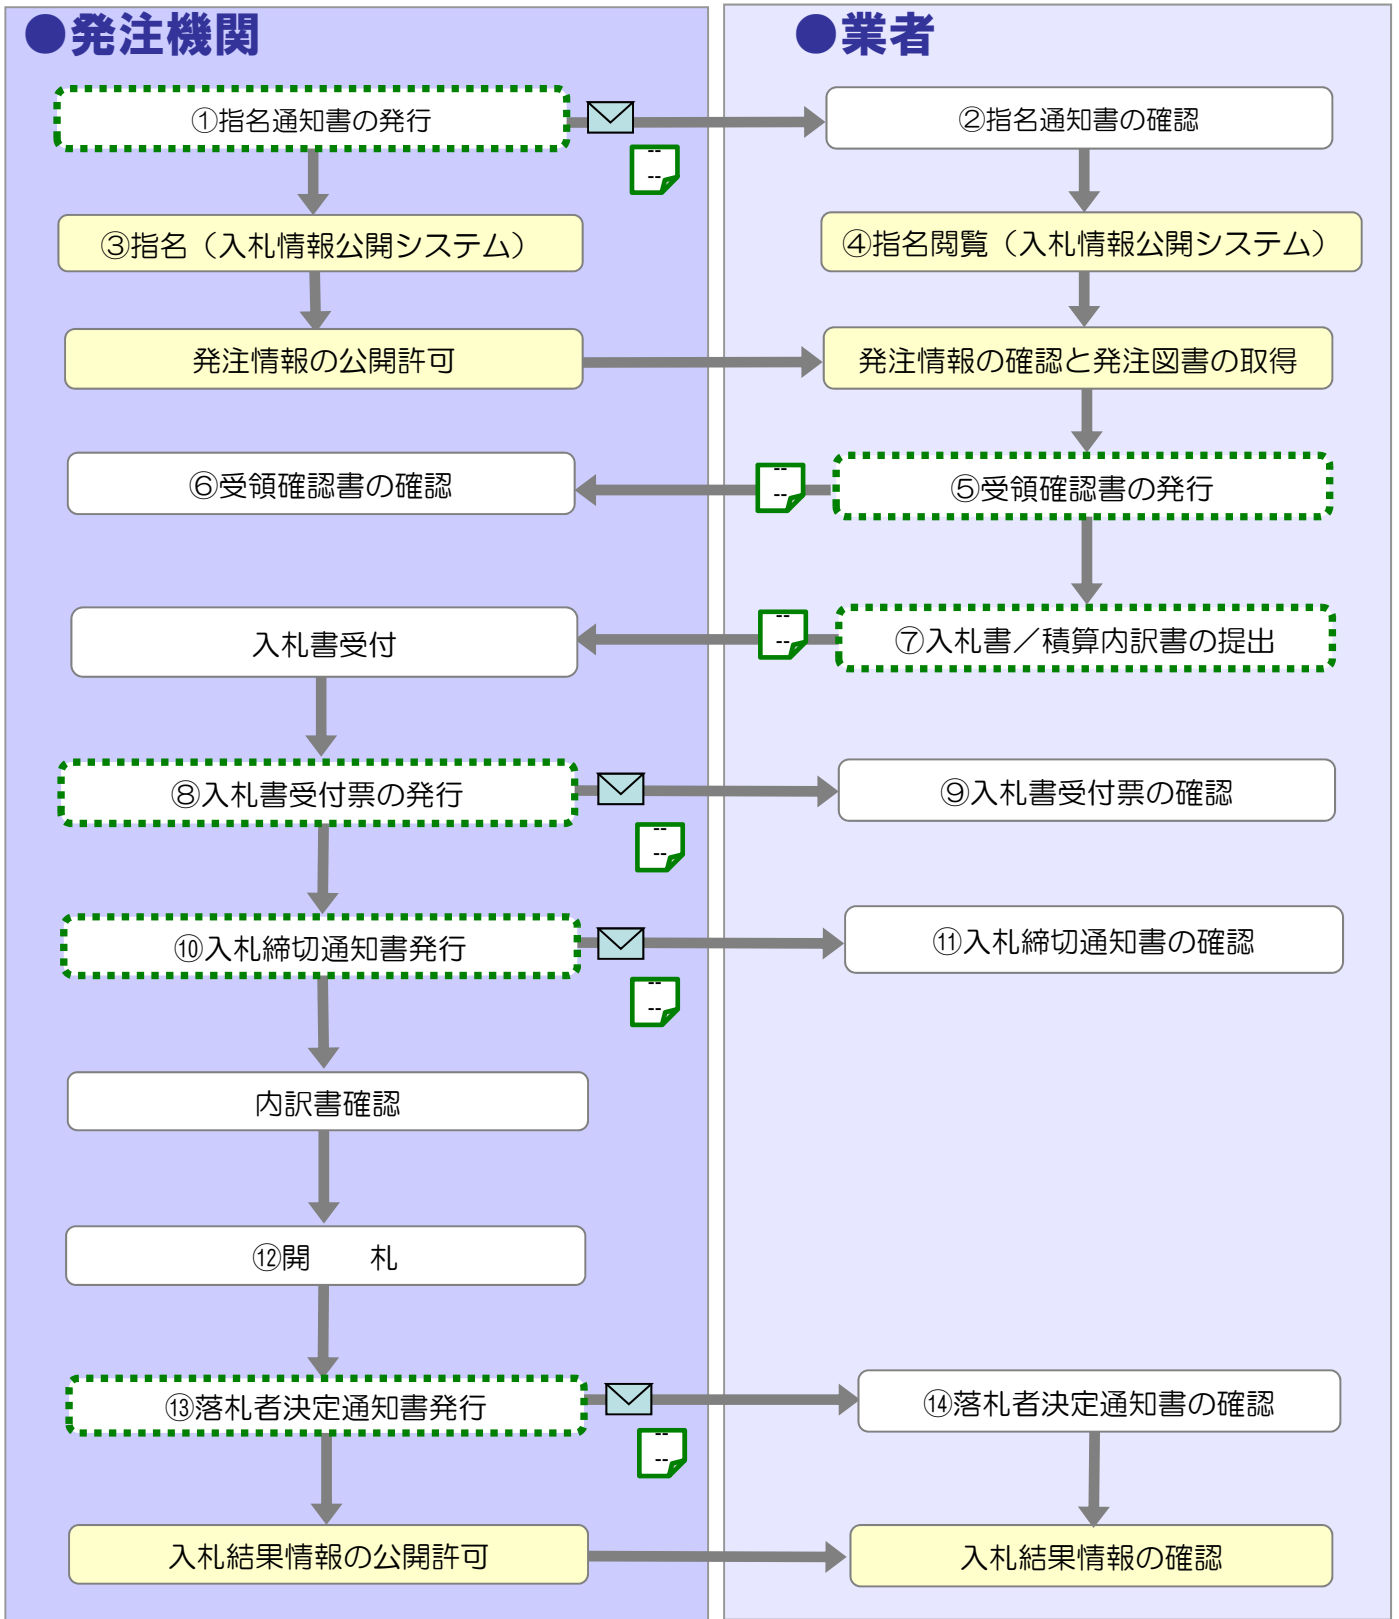 ●発注機関
●業者
①指名通知書の発行
②指名通知書の確認
③指名（入札情報公開システム）
④指名閲覧（入札情報公開システム）
発注情報の公開許可
発注情報の確認と発注図書の取得
⑥受領確認書の確認
⑤受領確認書の発行
入札書受付
⑦入札書／積算内訳書の提出
⑧入札書受付票の発行
⑨入札書受付票の確認
⑩入札締切通知書発行
⑪入札締切通知書の確認
内訳書確認
⑫開　　札
⑬落札者決定通知書発行
⑭落札者決定通知書の確認
入札結果情報の公開許可
入札結果情報の確認